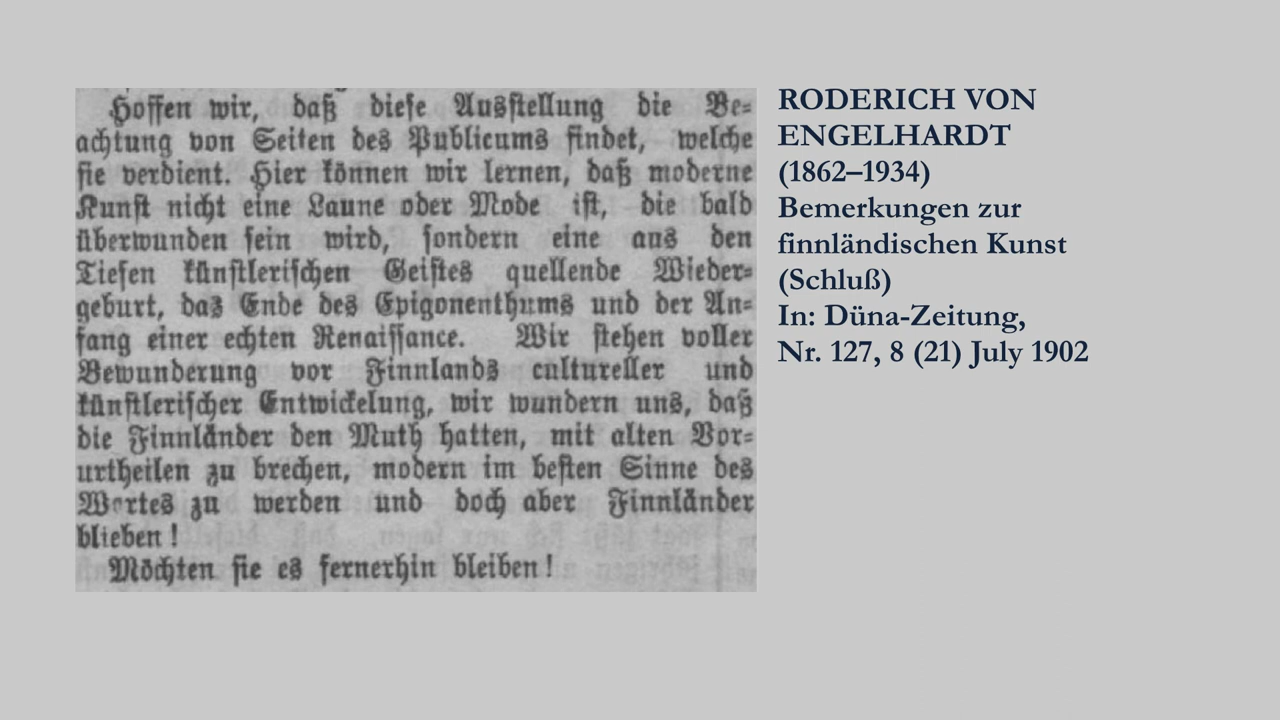 Hoffen wir, daß diese Ausstellung die Be=
achtung von Seiten des Publicums findet, welche
sie verdient. Hier können wir lernen, daß moderne
Kunst nicht eine Laune oder Mode ist, die bald
überwunden sein wird, sondern eine aus den
Tiefen künstlerischen Geistes quellende Wieder=
geburt, das Ende des Epigonenthums und der An=
fang einer echten Renaissance. Wir stehen voller
Bewunderung vor Finnlands cultureller und
künstlerischer Entwickelung, wir wundern uns, daß
die Finnländer den Muth hatten, mit alten Vor=
urtheilen zu brechen, modern im besten Sinne des
Wortes zu werden und doch aber Finnländer
blieben!
Möchten sie es fernerhin bleiben!
RODERICH VON
ENGELHARDT
(1862–1934)
Bemerkungen zur
finnländischen Kunst
(Schluß)
In: Düna-Zeitung,
Nr. 127, 8 (21) July 1902